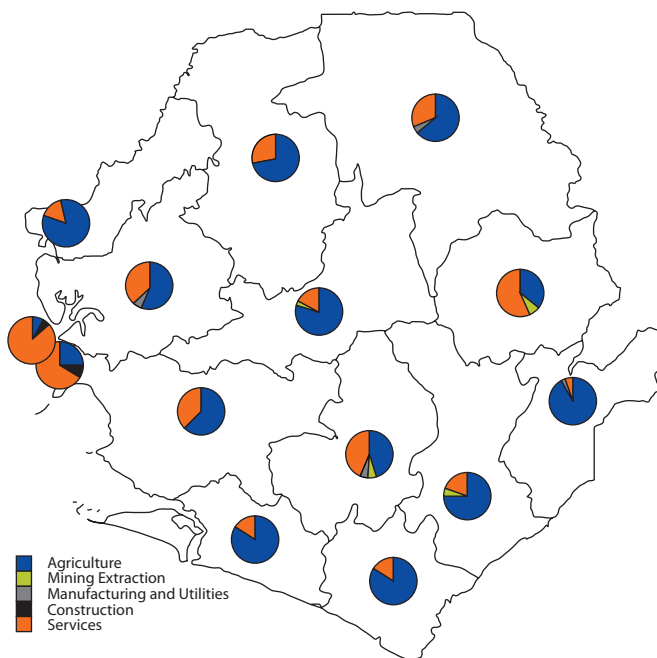 Agriculture
Mining Extraction
Manufacturing and Utilities
Construction
Services